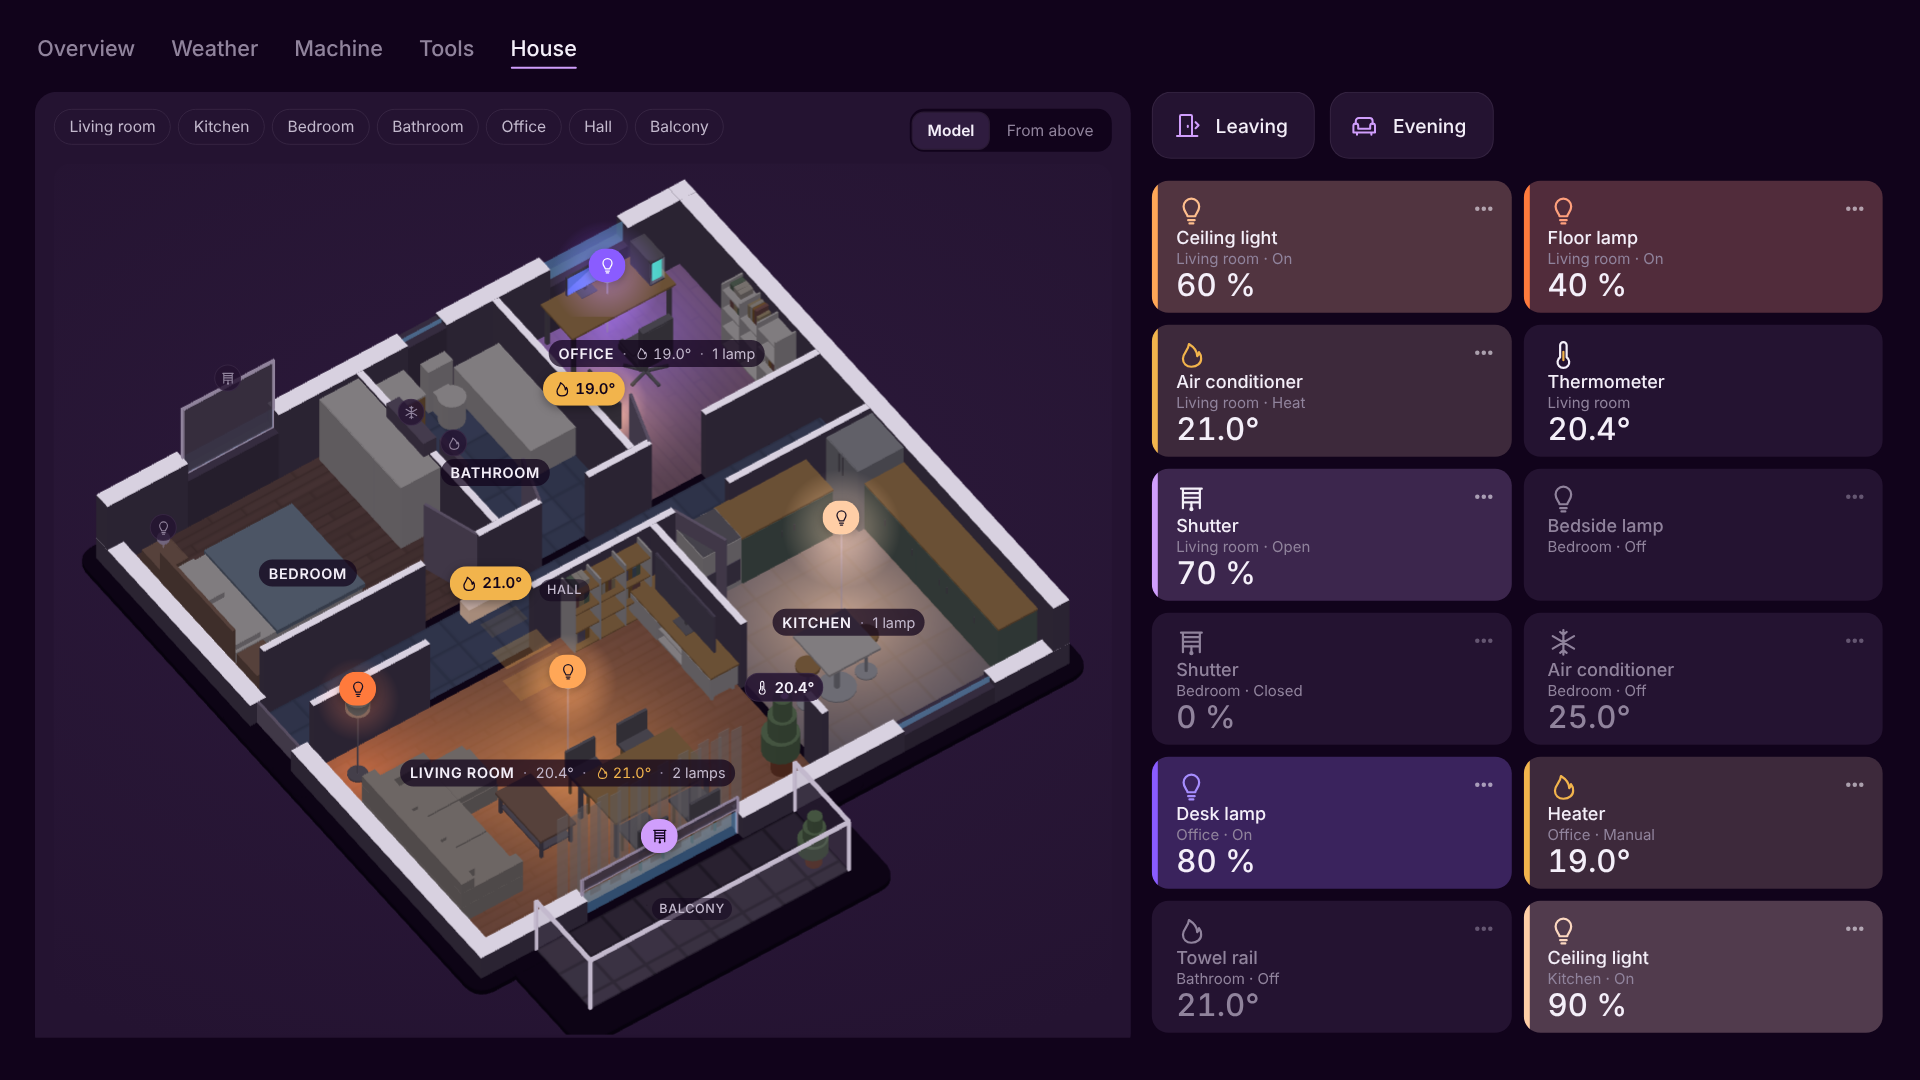 Overview Weather Machine Tools House
Living room Kitchen Bedroom Bathroom Office Hall Balcony
Model From above
OFFICE · 19.0° · 1 lamp
19.0°
BATHROOM
BEDROOM
21.0°
HALL
KITCHEN · 1 lamp
20.4°
LIVING ROOM · 20.4° · 21.0° · 2 lamps
BALCONY
Leaving Evening
Ceiling light
Living room · On
60 %
Floor lamp
Living room · On
40 %
Air conditioner
Living room · Heat
21.0°
Thermometer
Living room
20.4°
Shutter
Living room · Open
70 %
Bedside lamp
Bedroom · Off
Shutter
Bedroom · Closed
0 %
Air conditioner
Bedroom · Off
25.0°
Desk lamp
Office · On
80 %
Heater
Office · Manual
19.0°
Towel rail
Bathroom · Off
21.0°
Ceiling light
Kitchen · On
90 %